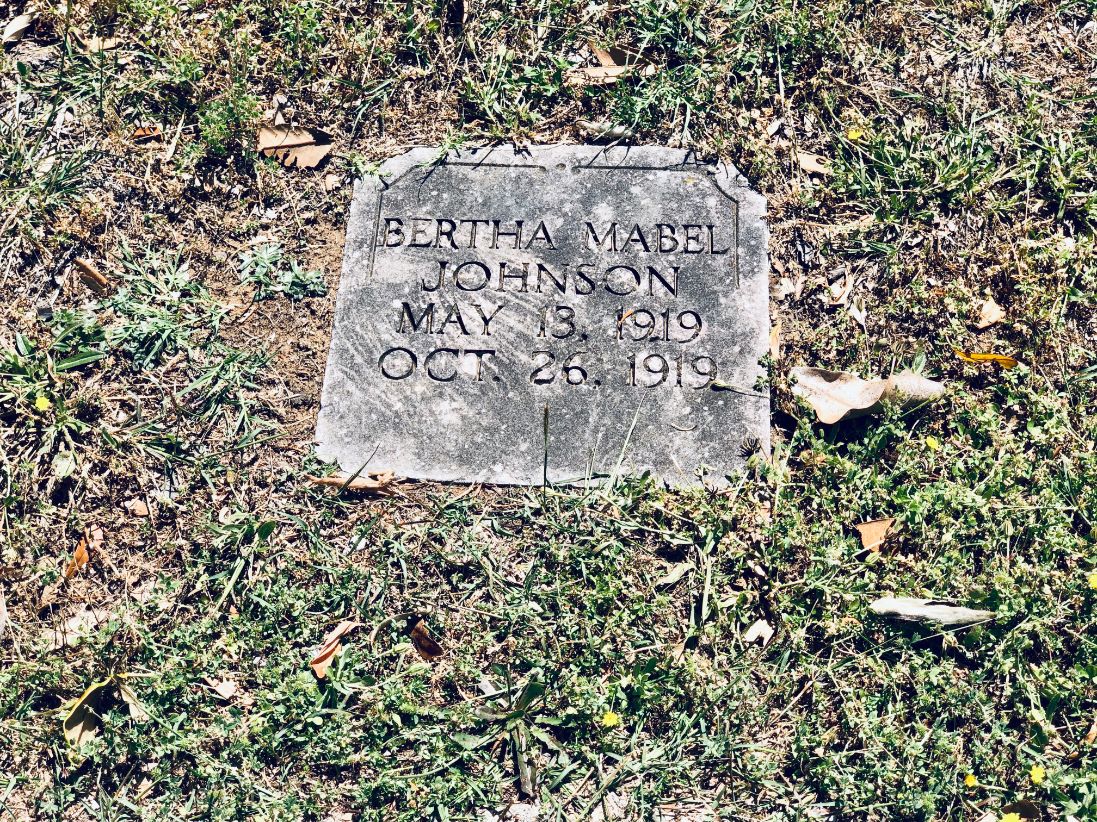 BERTHA MABEL
JOHNSON
MAY 13, 1919
OCT. 26, 1919